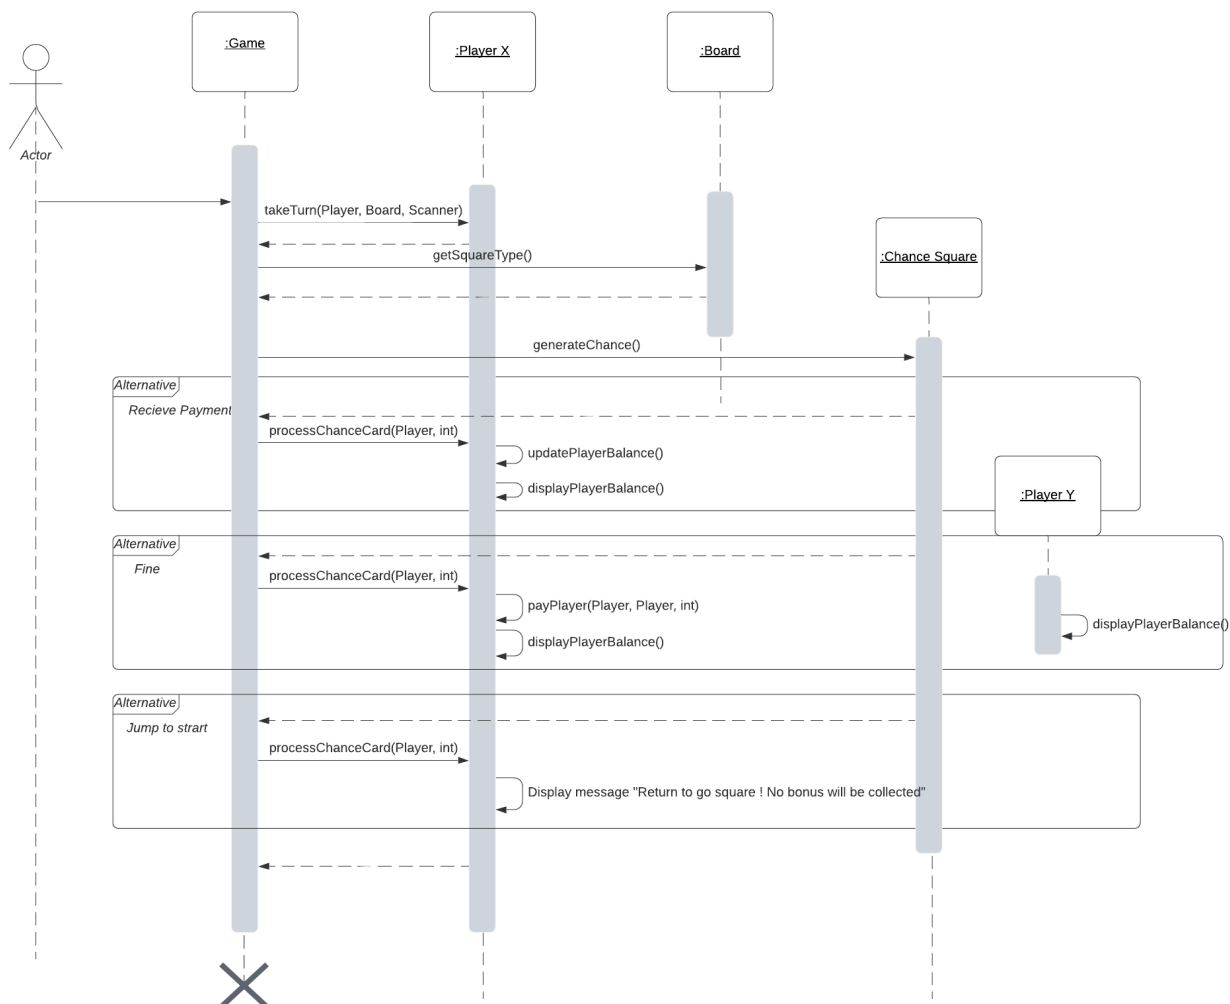 :Game
:Player X
:Board
Actor
takeTurn(Player, Board, Scanner)
getSquareType()
:Chance Square
generateChance()
Alternative
Recieve Payment
processChanceCard(Player, int)
updatePlayerBalance()
displayPlayerBalance()
:Player Y
Alternative
Fine
processChanceCard(Player, int)
payPlayer(Player, Player, int)
displayPlayerBalance()
displayPlayerBalance()
Alternative
Jump to strart
processChanceCard(Player, int)
Display message "Return to go square ! No bonus will be collected"